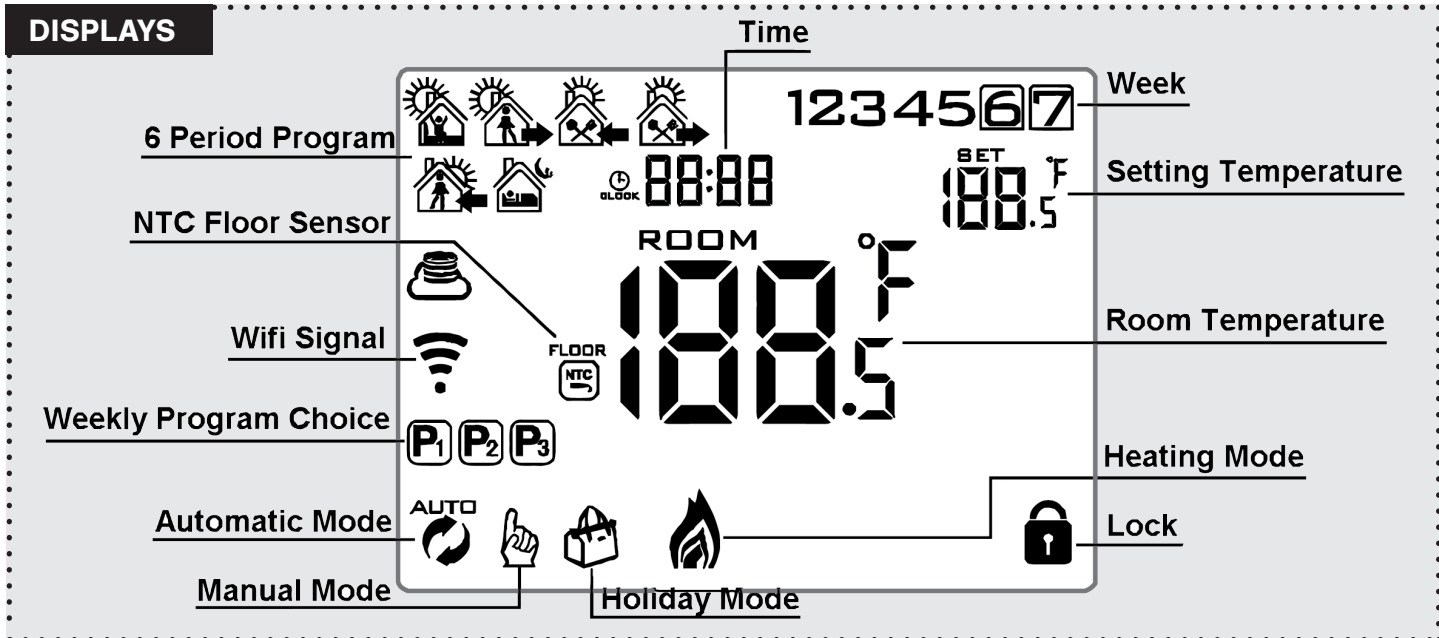 DISPLAYS
Time
1234567
Week
6 Period Program
SET
188.5 °F
Setting Temperature
CLOCK 88:88
NTC Floor Sensor
ROOM
188.5 °F
Room Temperature
Wifi Signal
FLOOR
NTC
Weekly Program Choice
P1 P2 P3
Heating Mode
AUTO
Automatic Mode
Lock
Manual Mode
Holiday Mode